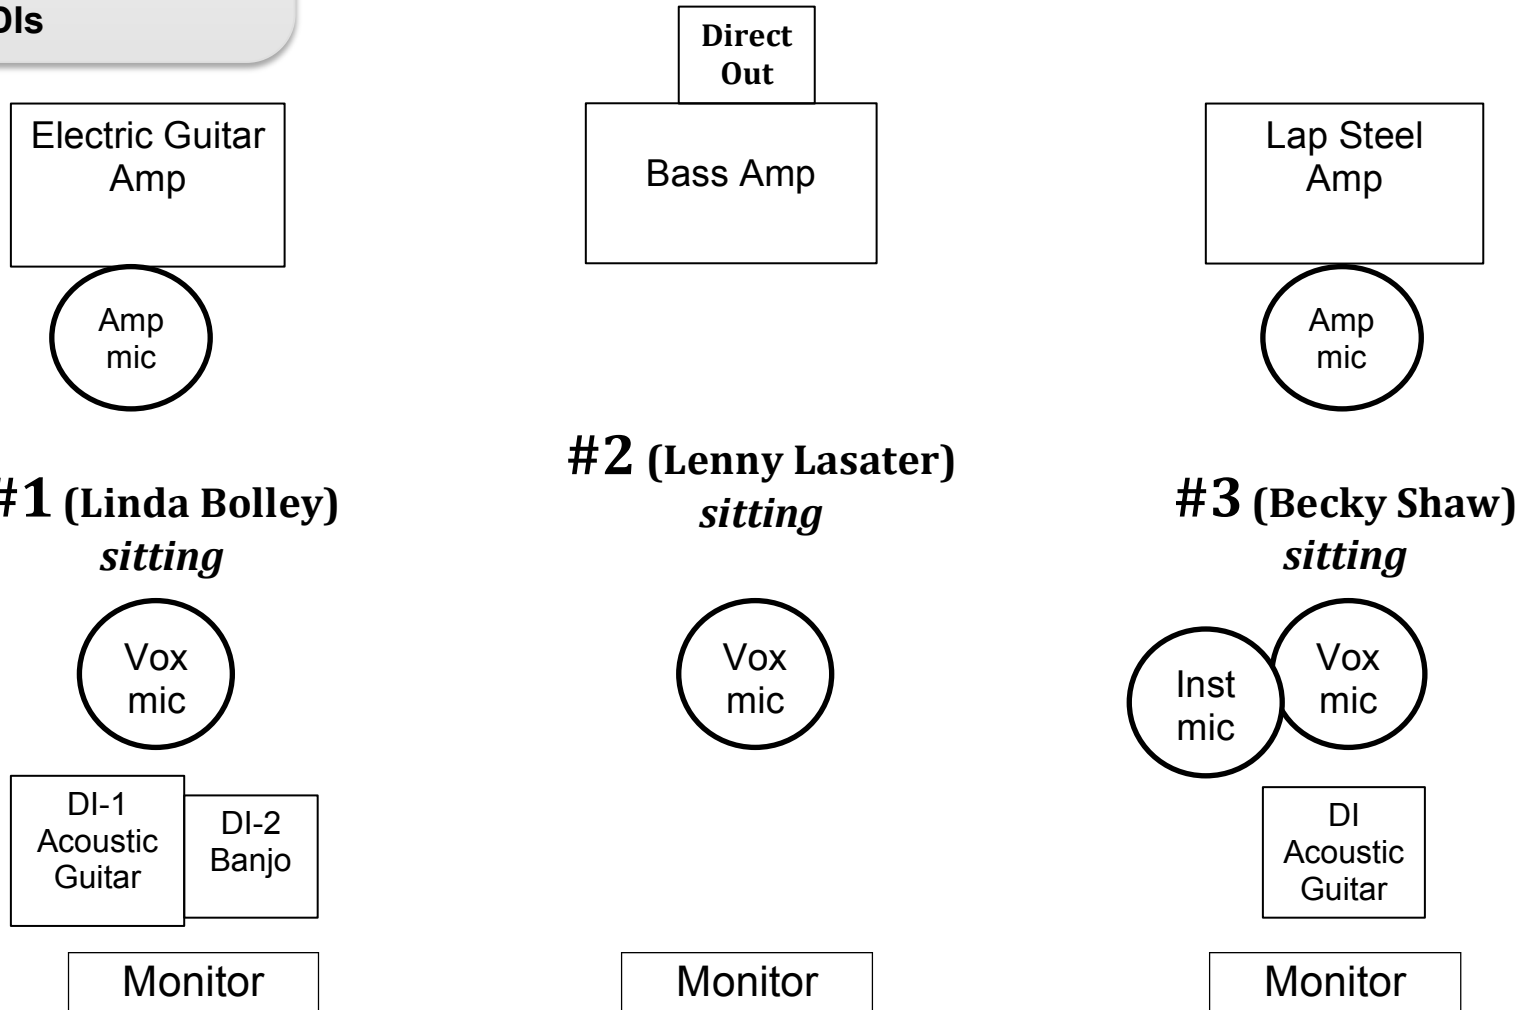 DIs
Direct
Out
Electric Guitar
Amp
Bass Amp
Lap Steel
Amp
Amp
mic
Amp
mic
#1 (Linda Bolley)
sitting
#2 (Lenny Lasater)
sitting
#3 (Becky Shaw)
sitting
Vox
mic
Vox
mic
Inst
mic
Vox
mic
DI-1
Acoustic
Guitar
DI-2
Banjo
DI
Acoustic
Guitar
Monitor
Monitor
Monitor